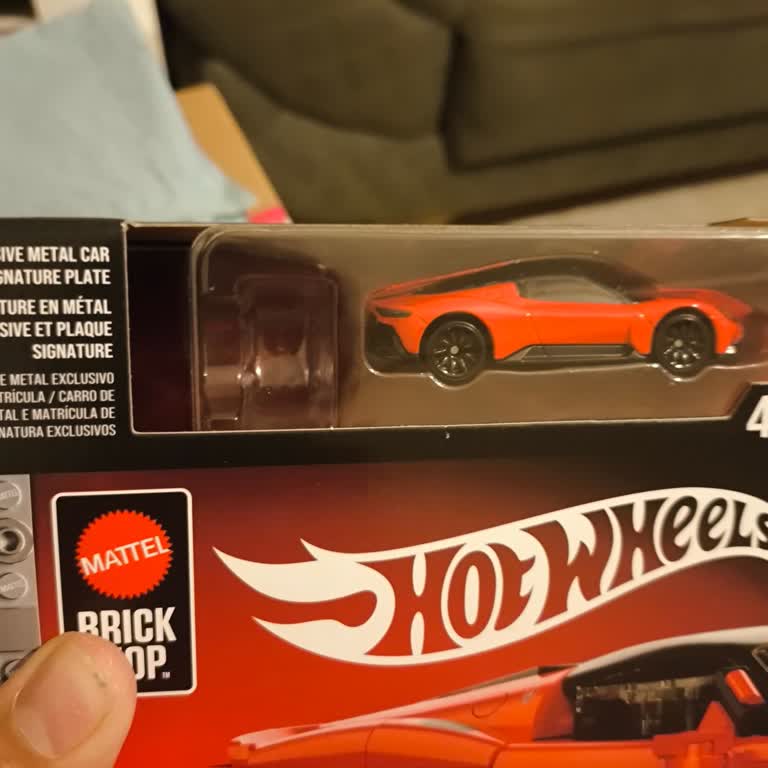 SIVE METAL CAR
GNATURE PLATE
TURE EN MÉTAL
SIVE ET PLAQUE
SIGNATURE
E METAL EXCLUSIVO
TRÍCULA / CARRO DE
TAL E MATRÍCULA DE
NATURA EXCLUSIVOS
4
MATTEL
BRICK
OP™
HOT WHEELS